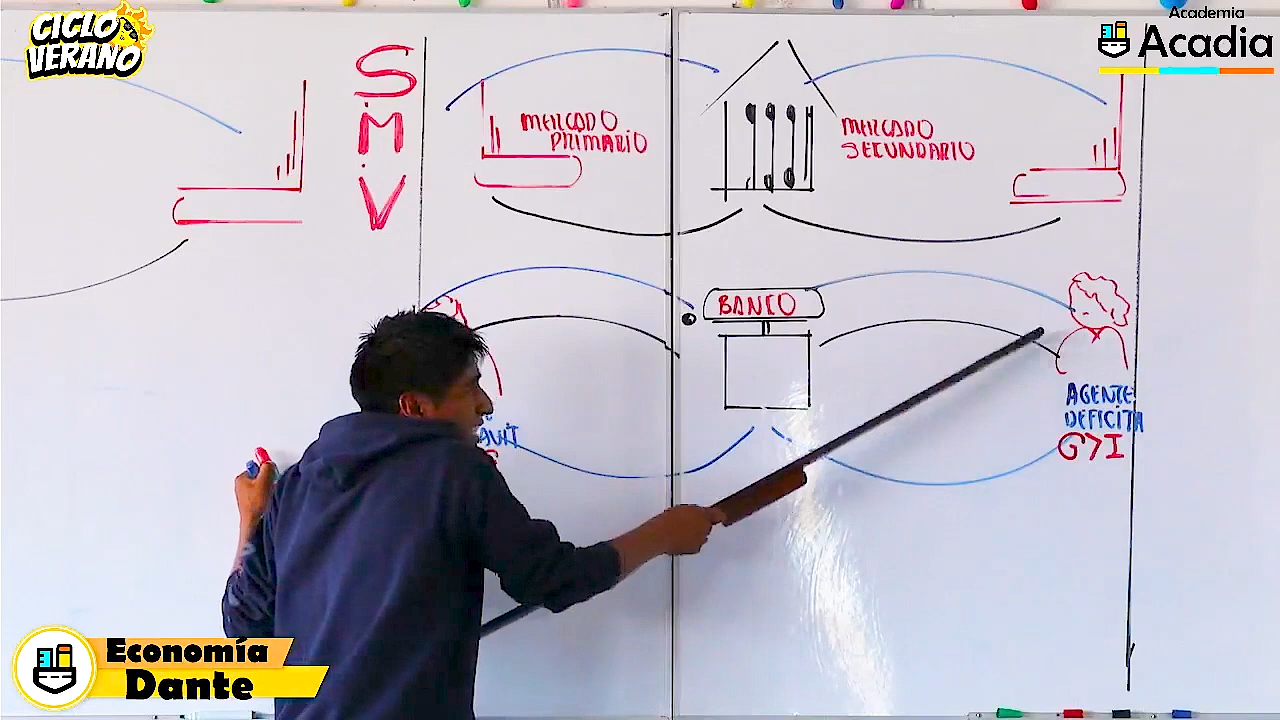 CICLO
VERANO
Academia
Acadia
S.
M.
V
MERCADO
PRIMARIO
MERCADO
SECUNDARIO
BANCO
AGENTE
DEFICITA
G>I
Economía
Dante